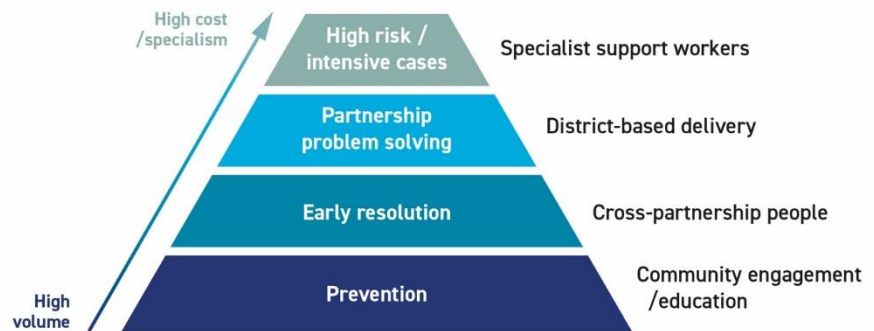 High cost
/specialism
High risk /
intensive cases
Specialist support workers
Partnership
problem solving
District-based delivery
Early resolution
Cross-partnership people
Prevention
Community engagement
/education
High
volume